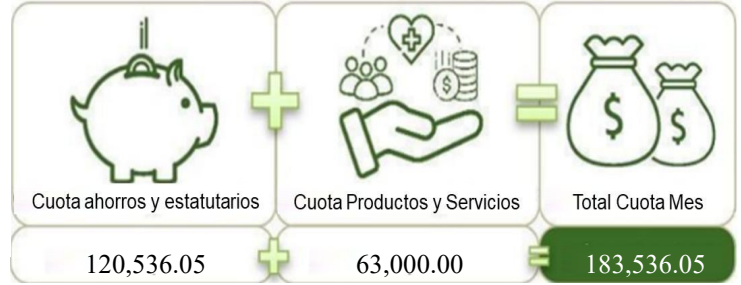 Cuota ahorros y estatutarios + Cuota Productos y Servicios = Total Cuota Mes
120,536.05 + 63,000.00 = 183,536.05